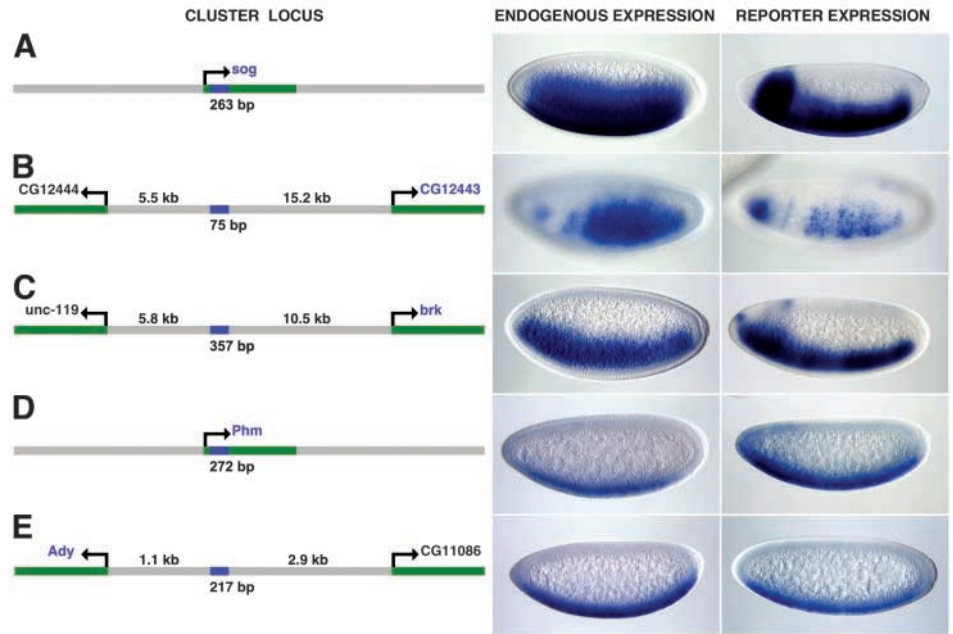 CLUSTER LOCUS
ENDOGENOUS EXPRESSION
REPORTER EXPRESSION
A
sog
263 bp
B
CG12444
5.5 kb
15.2 kb
CG12443
75 bp
C
unc-119
5.8 kb
10.5 kb
brk
357 bp
D
Phm
272 bp
E
Ady
1.1 kb
2.9 kb
CG11086
217 bp